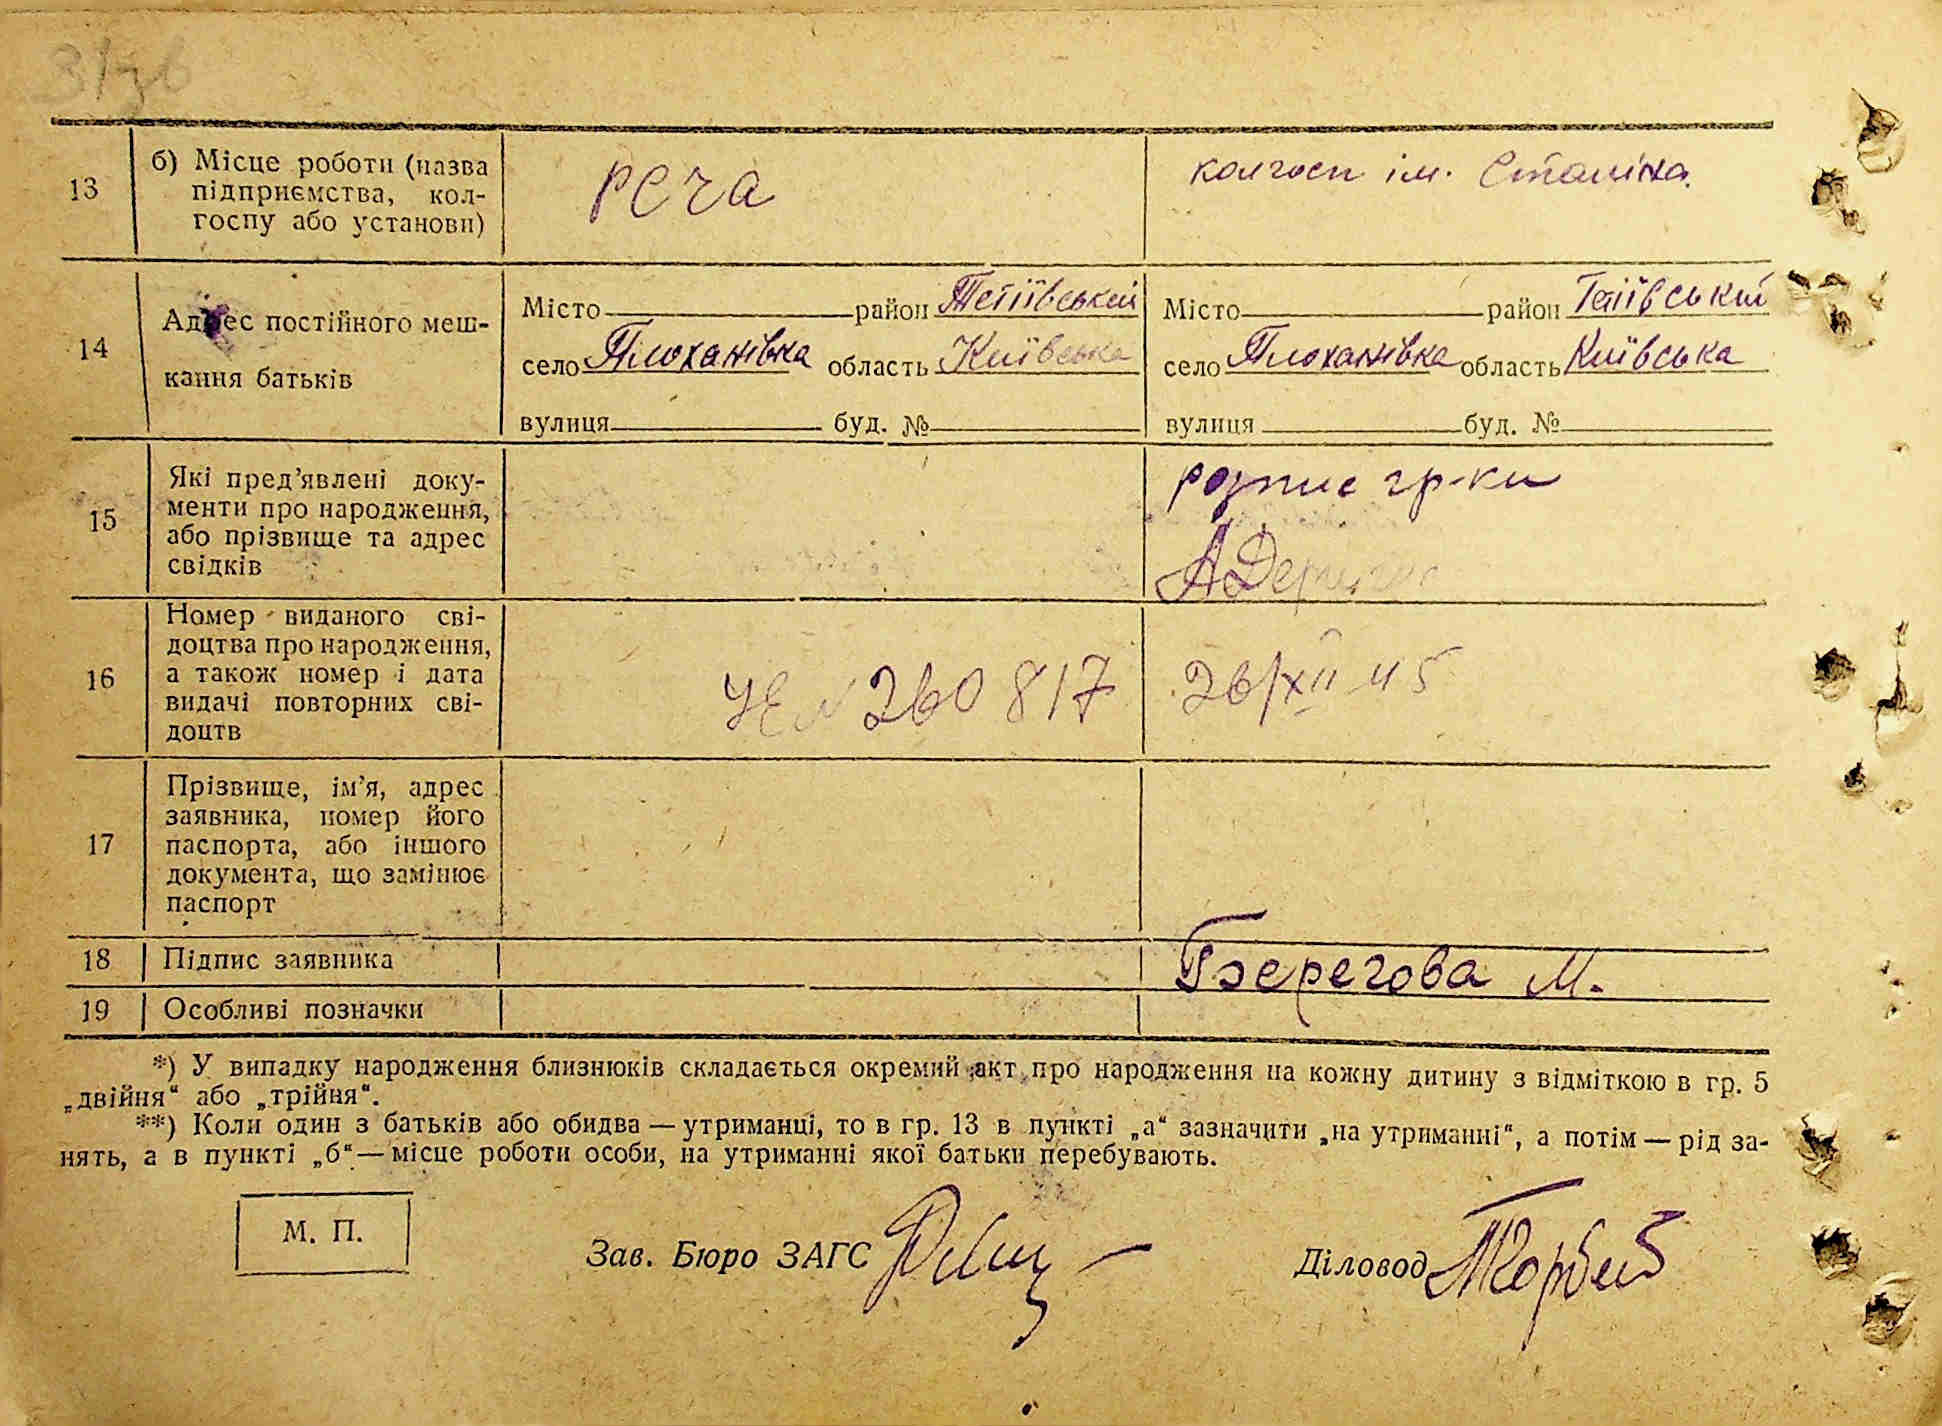 13
б) Місце роботи (назва
підприємства, кол-
госпу або установи)
РСЧА
колгосп ім. Сталіна.
14
Адрес постійного меш-
кання батьків
Місто район Тетіївський
село Плоханівка область Київська
вулиця буд. №
Місто район Тетіївський
село Плоханівка область Київська
вулиця буд. №
15
Які пред’явлені доку-
менти про народження,
або прізвище та адрес
свідків
розпис гр-ки
16
Номер виданого сві-
доцтва про народження,
а також номер і дата
видачі повторних сві-
доцтв
№ 260817
26/XII 45
17
Прізвище, ім’я, адрес
заявника, номер його
паспорта, або іншого
документа, що замінює
паспорт
18
Підпис заявника
Берегова М.
19
Особливі позначки
*) У випадку народження близнюків складається окремий акт про народження на кожну дитину з відміткою в гр. 5
„двійня“ або „трійня“.
**) Коли один з батьків або обидва — утриманці, то в гр. 13 в пункті „а“ зазначити „на утриманні“, а потім — рід за-
нять, а в пункті „б“ — місце роботи особи, на утриманні якої батьки перебувають.
М. П.
Зав. Бюро ЗАГС
Діловод